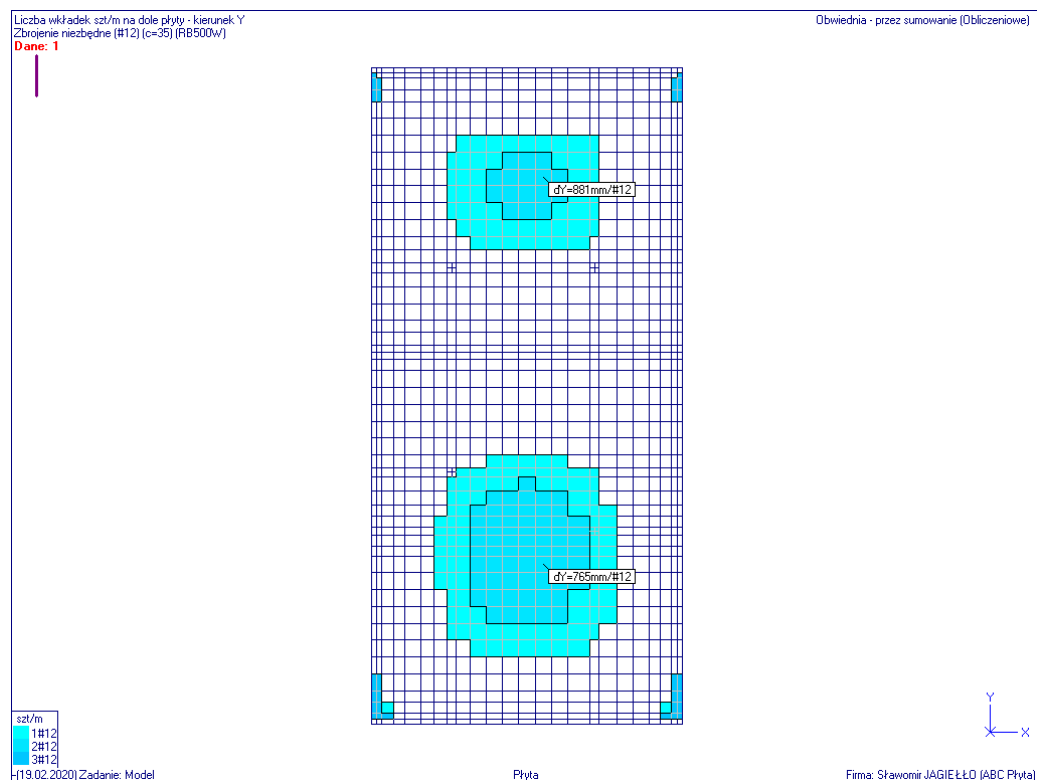 Liczba wkładek szt/m na dole płyty - kierunek Y
Obwiednia - przez sumowanie (Obliczeniowe)
Zbrojenie niezbędne (#12) (c=35) (RB500W)
Dane: 1
dY=881mm/#12
dY=765mm/#12
szt/m
1#12
2#12
3#12
Y
X
(19.02.2020) Zadanie: Model
Płyta
Firma: Sławomir JAGIEŁŁO (ABC Płyta)